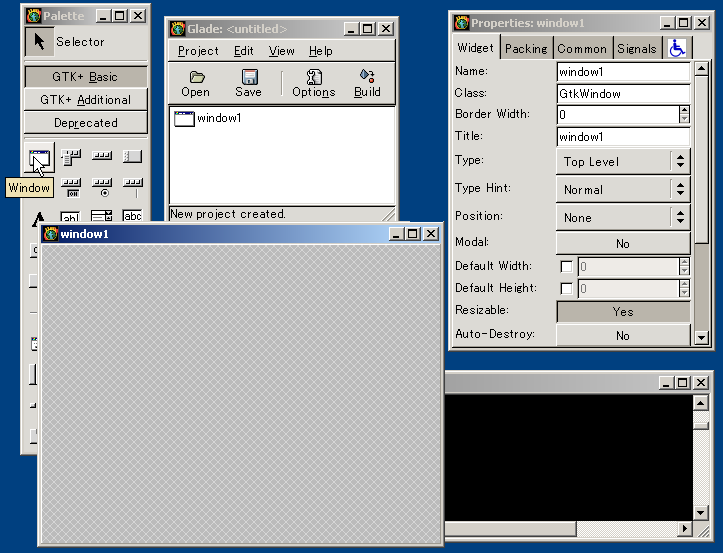 Palette
Selector
GTK+ Basic
GTK+ Additional
Deprecated
Window
Glade: <untitled>
Project Edit View Help
Open Save Options Build
window1
New project created.
window1
Properties: window1
Widget Packing Common Signals
Name: window1
Class: GtkWindow
Border Width: 0
Title: window1
Type: Top Level
Type Hint: Normal
Position: None
Modal: No
Default Width: 0
Default Height: 0
Resizable: Yes
Auto-Destroy: No